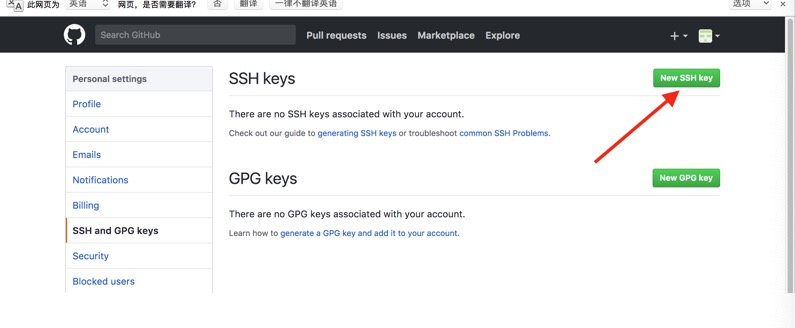 此网页为 英语 网页，是否需要翻译？ 否 翻译 一律不翻译英语 选项
Search GitHub Pull requests Issues Marketplace Explore
Personal settings
Profile
Account
Emails
Notifications
Billing
SSH and GPG keys
Security
Blocked users
SSH keys New SSH key
There are no SSH keys associated with your account.
Check out our guide to generating SSH keys or troubleshoot common SSH Problems.
GPG keys New GPG key
There are no GPG keys associated with your account.
Learn how to generate a GPG key and add it to your account.